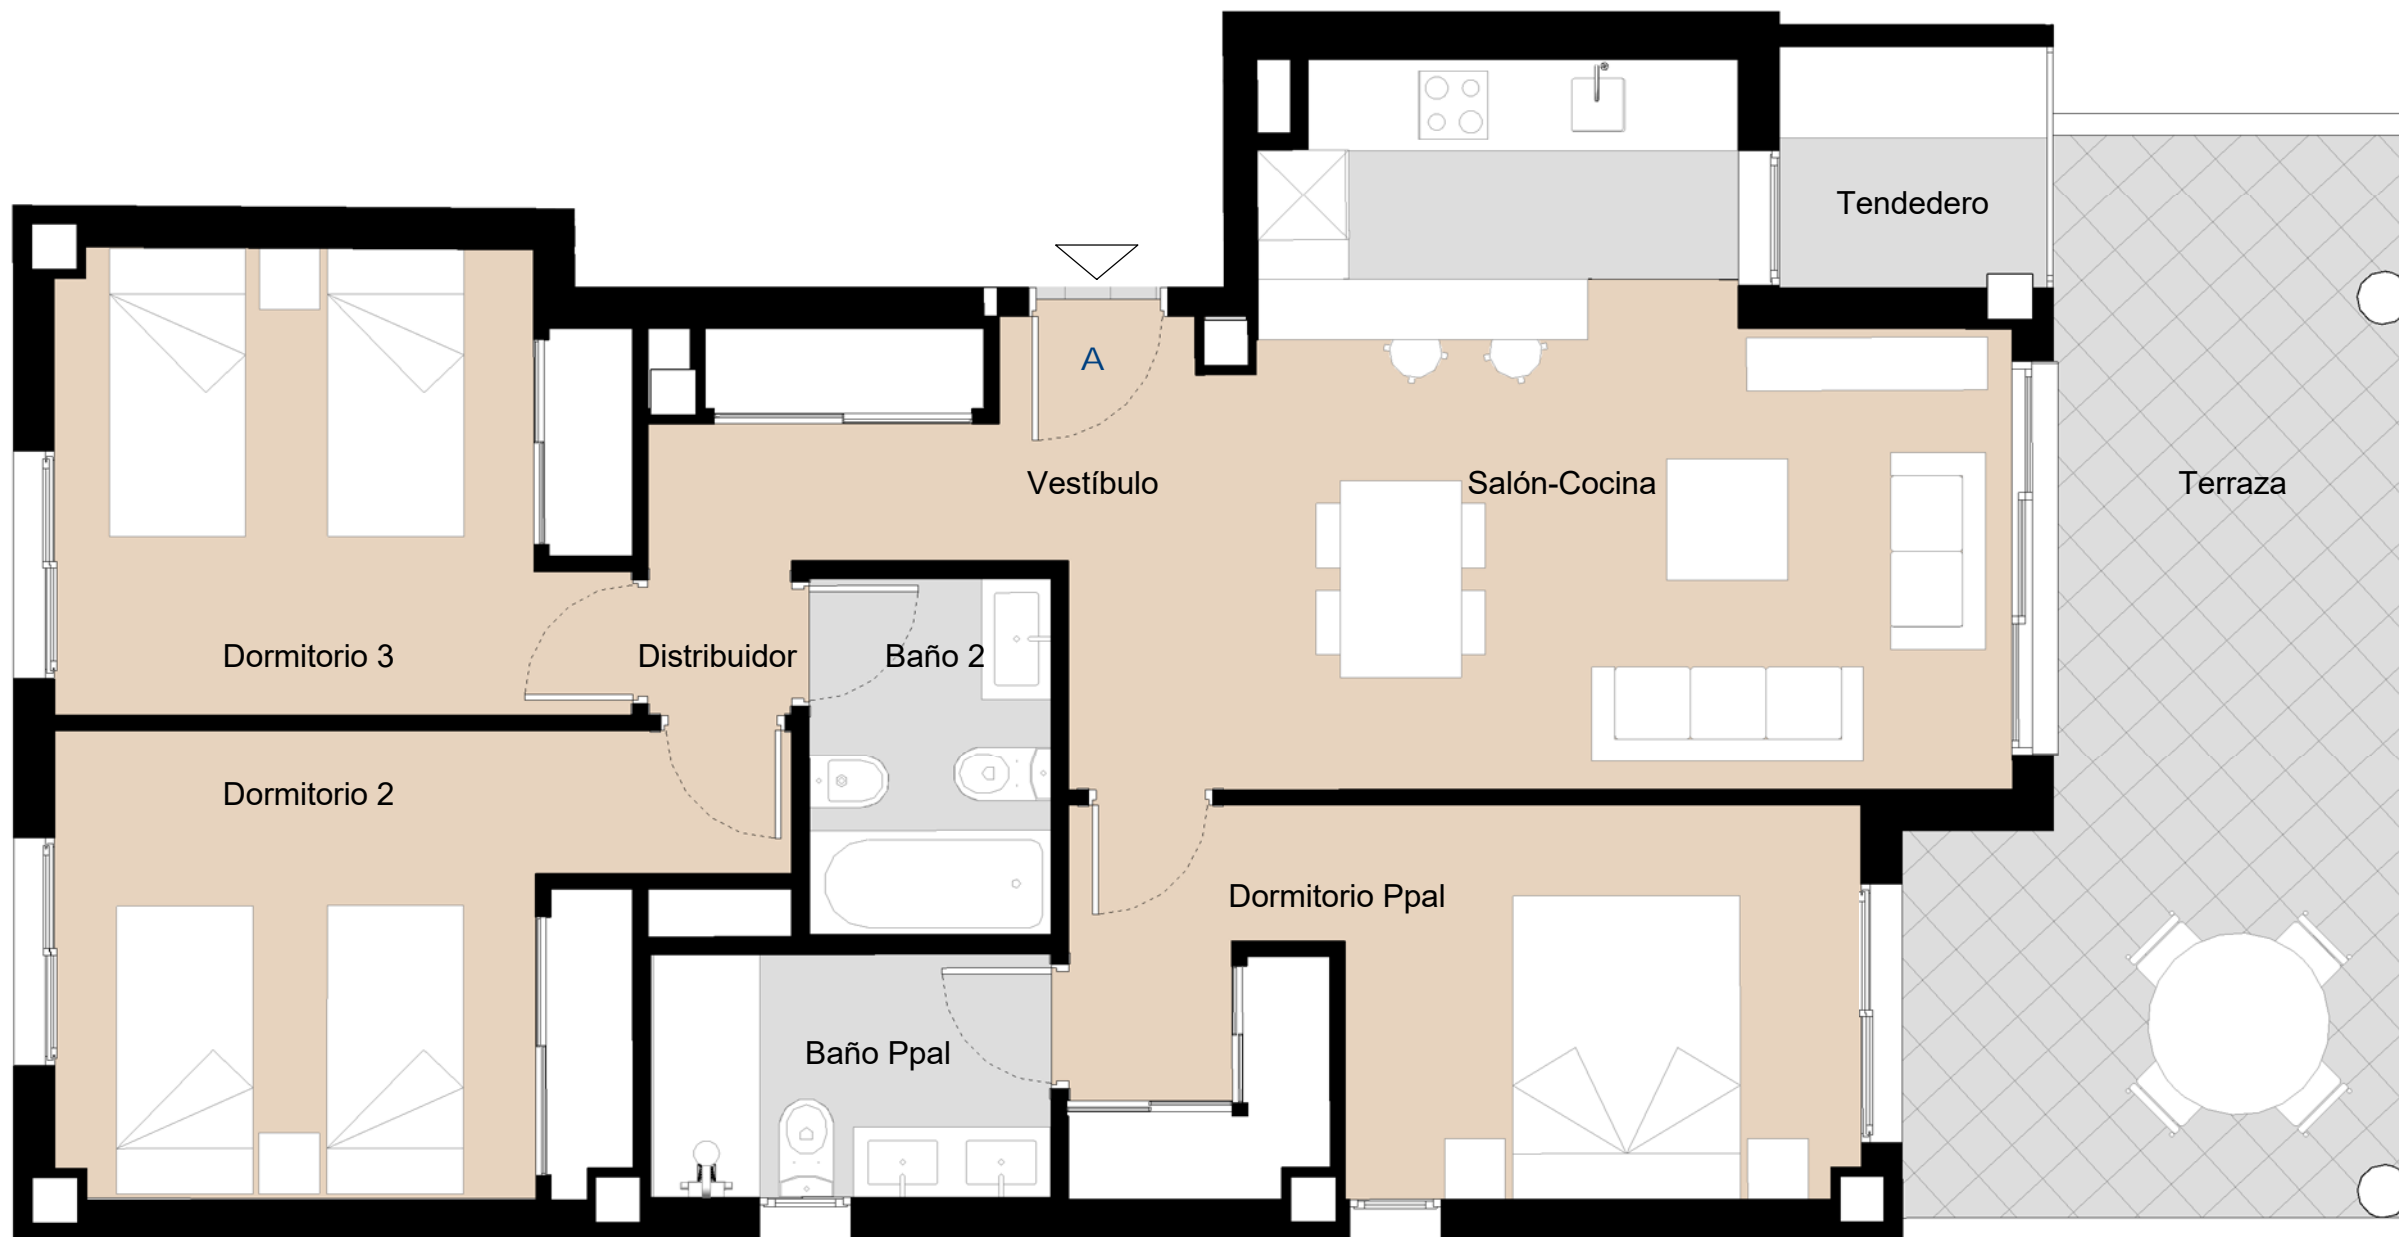 Tendedero
A
Vestíbulo
Salón-Cocina
Terraza
Dormitorio 3
Distribuidor
Baño 2
Dormitorio 2
Dormitorio Ppal
Baño Ppal